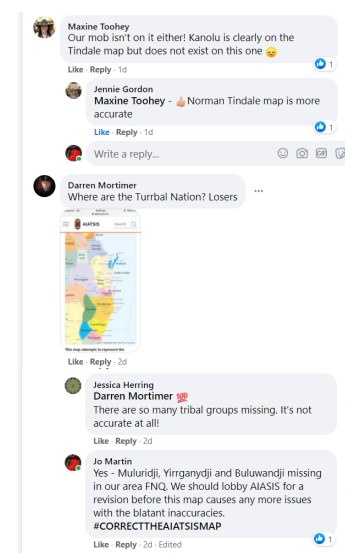 Maxine Toohey
Our mob isn't on it either! Kanolu is clearly on the
Tindale map but does not exist on this one 😞
Like · Reply · 1d
1
Jennie Gordon
Maxine Toohey - 👍Norman Tindale map is more
accurate
Like · Reply · 1d
1
Write a reply...
GIF
Darren Mortimer
Where are the Turrbal Nation? Losers
...
AIATSIS
Search
This map attempts to represent the
Like · Reply · 2d
Jessica Herring
Darren Mortimer 💯
There are so many tribal groups missing. It's not
accurate at all!
Like · Reply · 2d
Jo Martin
Yes - Muluridji, Yirrganydji and Buluwandji missing
in our area FNQ. We should lobby AIASIS for a
revision before this map causes any more issues
with the blatant inaccuracies.
#CORRECTTHEAIATSISMAP
Like · Reply · 2d · Edited
1